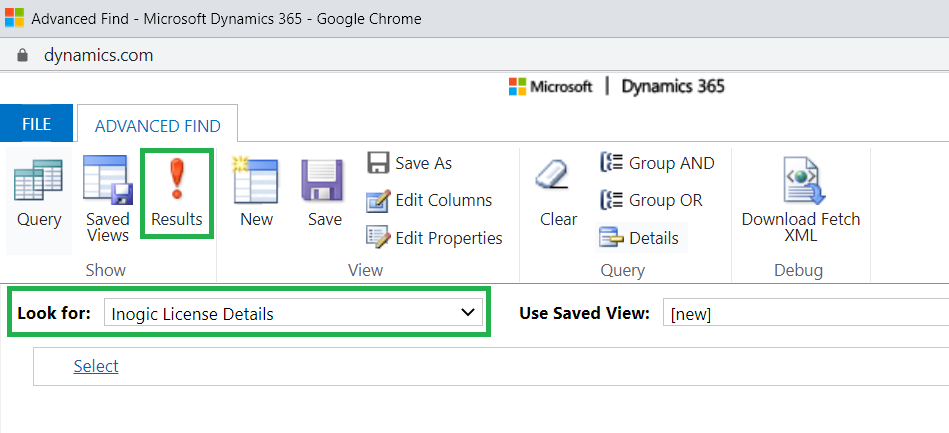 Advanced Find - Microsoft Dynamics 365 - Google Chrome
dynamics.com
Microsoft | Dynamics 365
FILE
ADVANCED FIND
Query
Saved
Views
Results
New
Save
Save As
Edit Columns
Edit Properties
Clear
Group AND
Group OR
Details
Download Fetch
XML
Show
View
Query
Debug
Look for: Inogic License Details
Use Saved View: [new]
Select